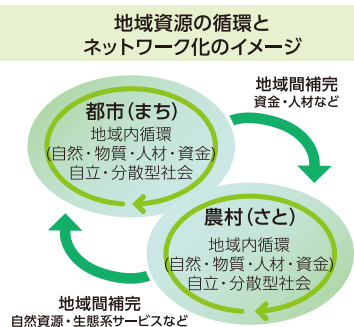 地域資源の循環と
ネットワーク化のイメージ
地域間補完
資金・人材など
都市(まち)
地域内循環
(自然・物質・人材・資金)
自立・分散型社会
農村(さと)
地域内循環
(自然・物質・人材・資金)
自立・分散型社会
地域間補完
自然資源・生態系サービスなど